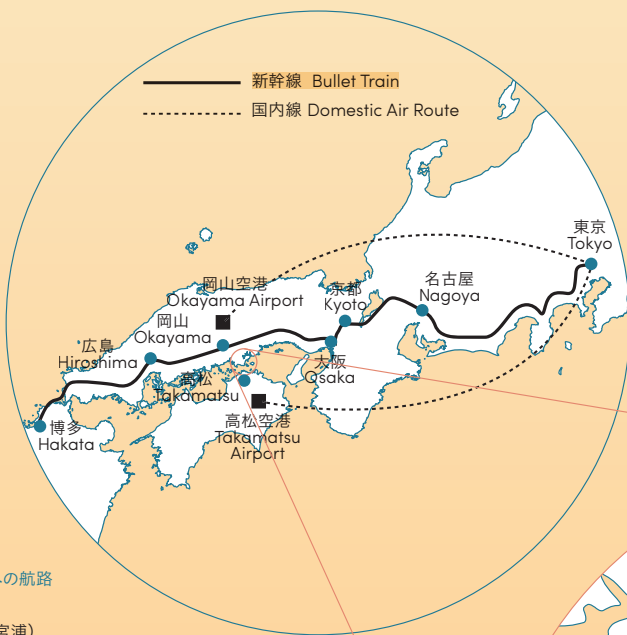 新幹線 Bullet Train
国内線 Domestic Air Route
東京
Tokyo
岡山空港
Okayama Airport
京都
Kyoto
名古屋
Nagoya
岡山
Okayama
広島
Hiroshima
大阪
Osaka
高松
Takamatsu
高松空港
Takamatsu
Airport
博多
Hakata
の航路
宮浦)